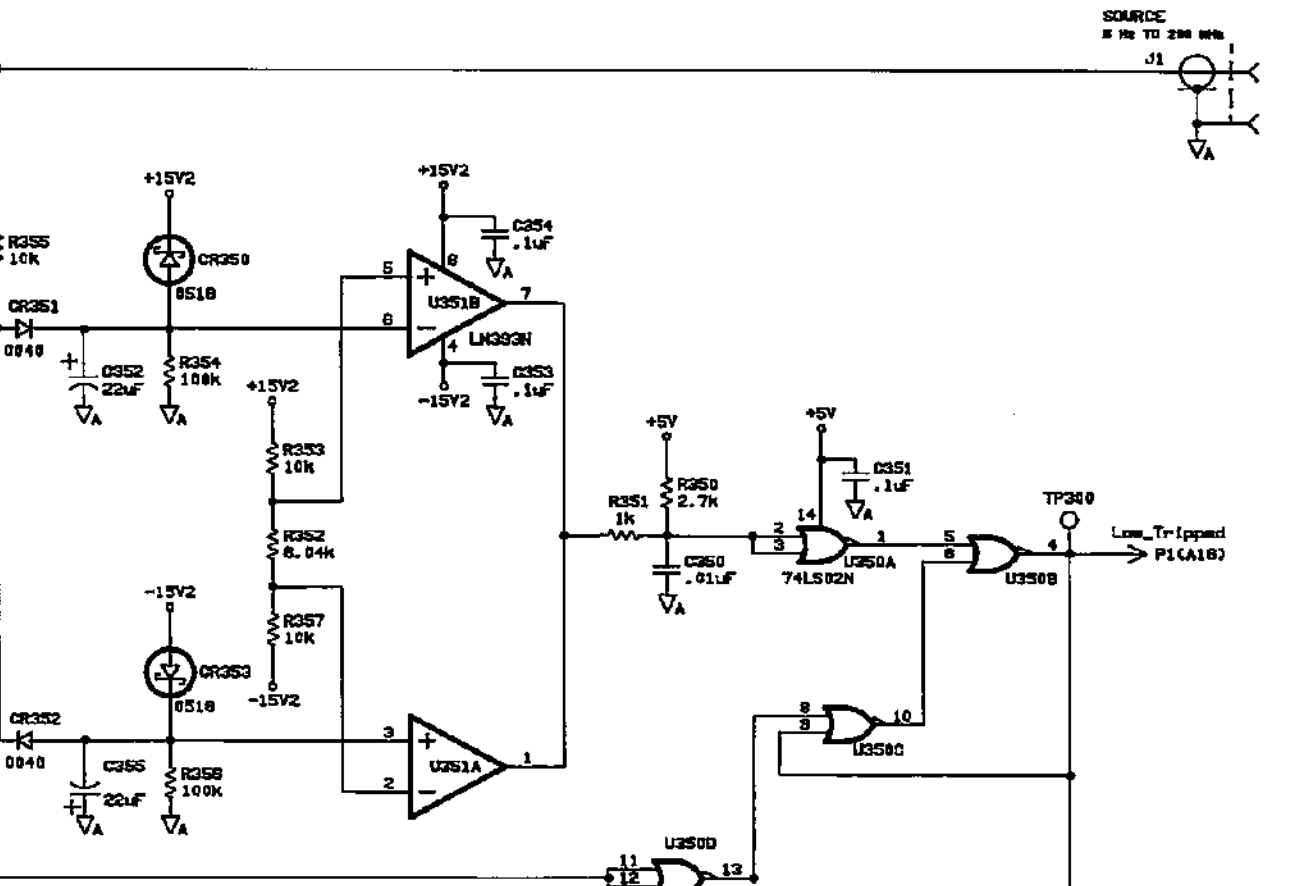 SOURCE
J1
A
+15V2
+15V2
C354
.1uF
A
R355
10k
CR350
0518
5
8
+
U351B
7
CR351
6
−
LM393N
0040
4
+
C352
22uF
R354
100k
+15V2
C353
.1uF
-15V2
A
A
A
+5V
+5V
R353
10k
R350
2.7k
C351
.1uF
R351
1k
14
A
TP300
R352
8.04k
2
3
1
5
6
4
Low_Tripped
P1(A18)
C350
.01uF
U350A
74LS02N
U350B
-15V2
A
R357
10k
CR353
0518
-15V2
CR352
8
9
10
3
+
U350C
0040
U351A
1
C355
22uF
+
2
−
100k
A
A
U350D
11
12
13